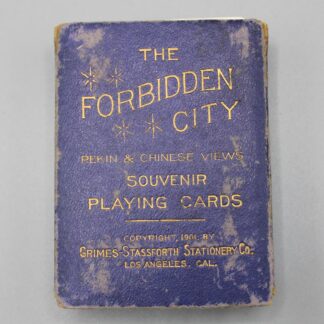 THE
FORBIDDEN
CITY
PEKIN & CHINESE VIEWS
SOUVENIR
PLAYING CARDS
COPYRIGHT, 1901, BY
GRIMES-STASSFORTH STATIONERY CO.
LOS ANGELES, CAL.